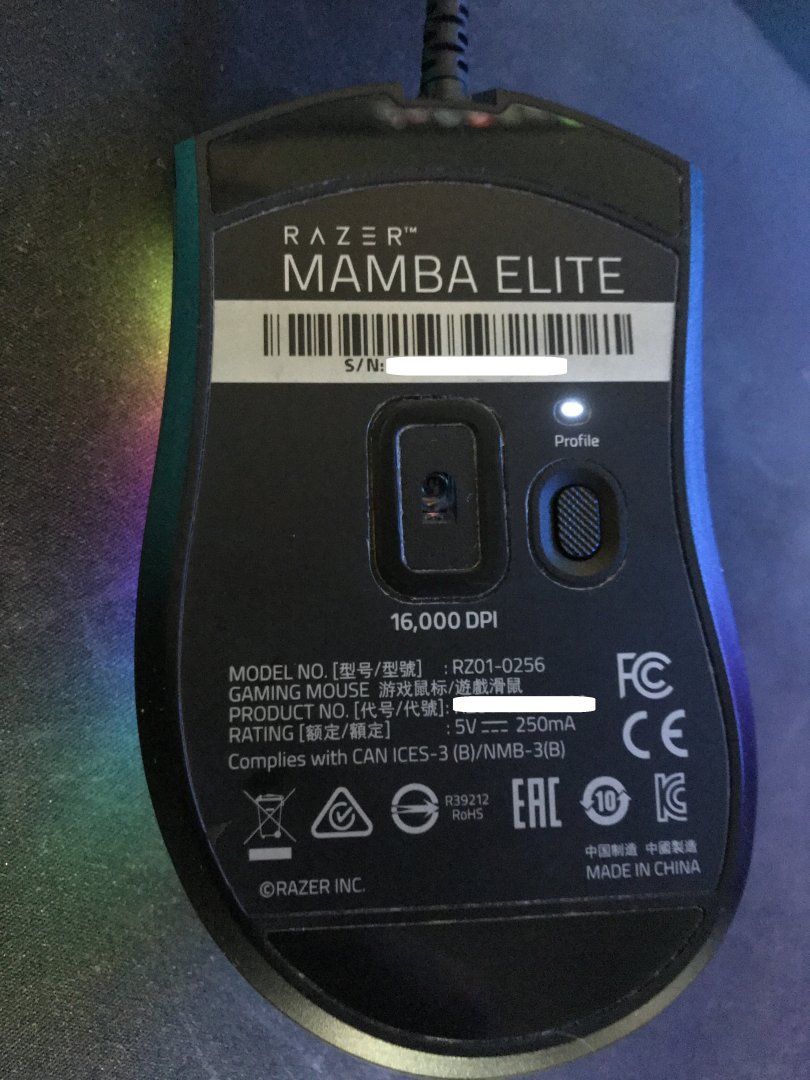 RAZER™
MAMBA ELITE
S/N:
Profile
16,000 DPI
MODEL NO. [型号/型號] : RZ01-0256
GAMING MOUSE 游戏鼠标/遊戲滑鼠
PRODUCT NO. [代号/代號]:
RATING [额定/額定] : 5V⎓250mA
Complies with CAN ICES-3 (B)/NMB-3(B)
FC
CE
R39212
RoHS
EAC
10
KC
中国制造 中國製造
MADE IN CHINA
©RAZER INC.